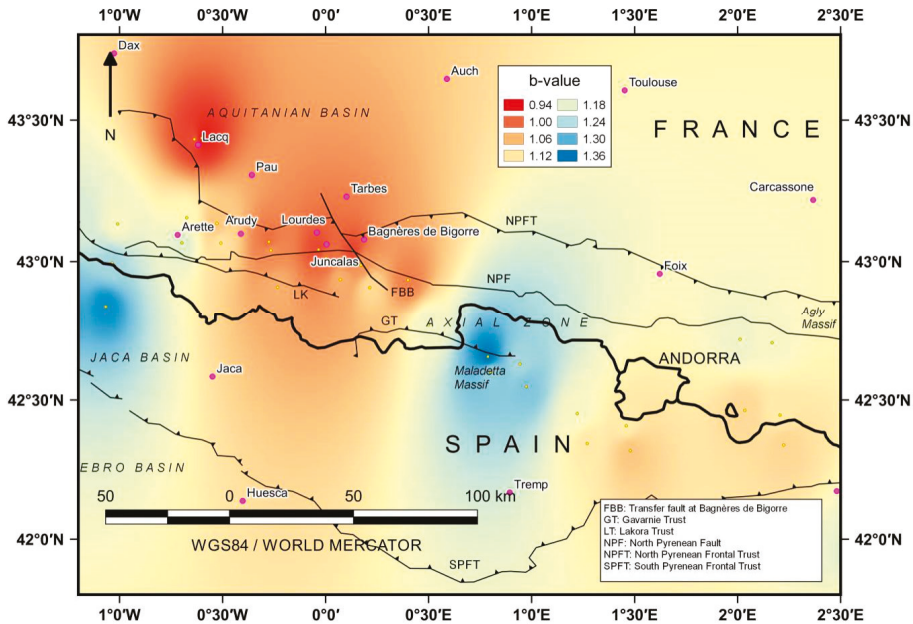 1°0'W 0°30'W 0°0' 0°30'E 1°0'E 1°30'E 2°0'E 2°30'E
Dax
Auch
Toulouse
b-value
0.94 1.18
1.00 1.24
1.06 1.30
1.12 1.36
43°30'N
43°30'N
N
AQUITANIAN BASIN
Lacq
FRANCE
Pau
Tarbes
Carcassone
Arette
Arudy
Lourdes
Bagnères de Bigorre
NPFT
Juncalas
Foix
43°0'N
43°0'N
LK
FBB
NPF
GT
AXIAL ZONE
Agly
Massif
JACA BASIN
Jaca
Maladetta
Massif
ANDORRA
42°30'N
42°30'N
SPAIN
EBRO BASIN
Huesca
Tremp
50 0 50 100 km
WGS84 / WORLD MERCATOR
SPFT
42°0'N
42°0'N
FBB: Transfer fault at Bagnères de Bigorre
GT: Gavarnie Trust
LT: Lakora Trust
NPF: North Pyrenean Fault
NPFT: North Pyrenean Frontal Trust
SPFT: South Pyrenean Frontal Trust
1°0'W 0°30'W 0°0' 0°30'E 1°0'E 1°30'E 2°0'E 2°30'E